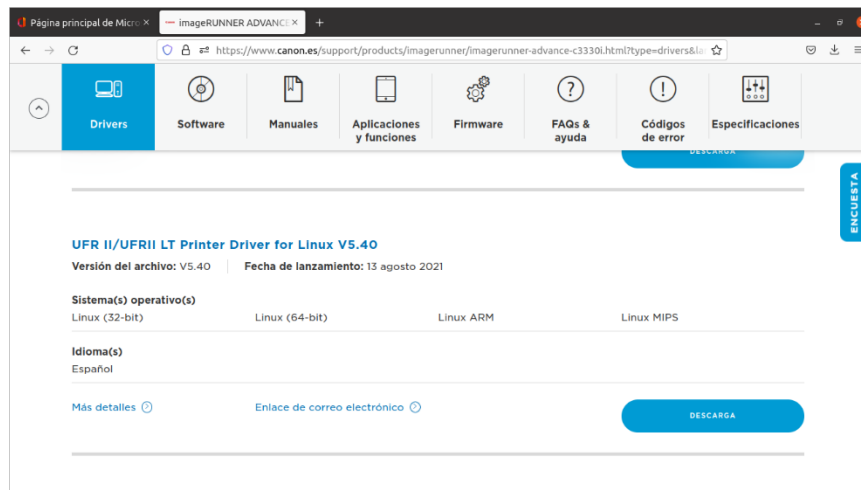 Página principal de Micro ×
imageRUNNER ADVANCE ×
https://www.canon.es/support/products/imagerunner/imagerunner-advance-c3330i.html?type=drivers&la
Drivers
Software
Manuales
Aplicaciones
y funciones
Firmware
FAQs &
ayuda
Códigos
de error
Especificaciones
DESCARGA
ENCUESTA
UFR II/UFRII LT Printer Driver for Linux V5.40
Versión del archivo: V5.40 Fecha de lanzamiento: 13 agosto 2021
Sistema(s) operativo(s)
Linux (32-bit) Linux (64-bit) Linux ARM Linux MIPS
Idioma(s)
Español
Más detalles Enlace de correo electrónico DESCARGA